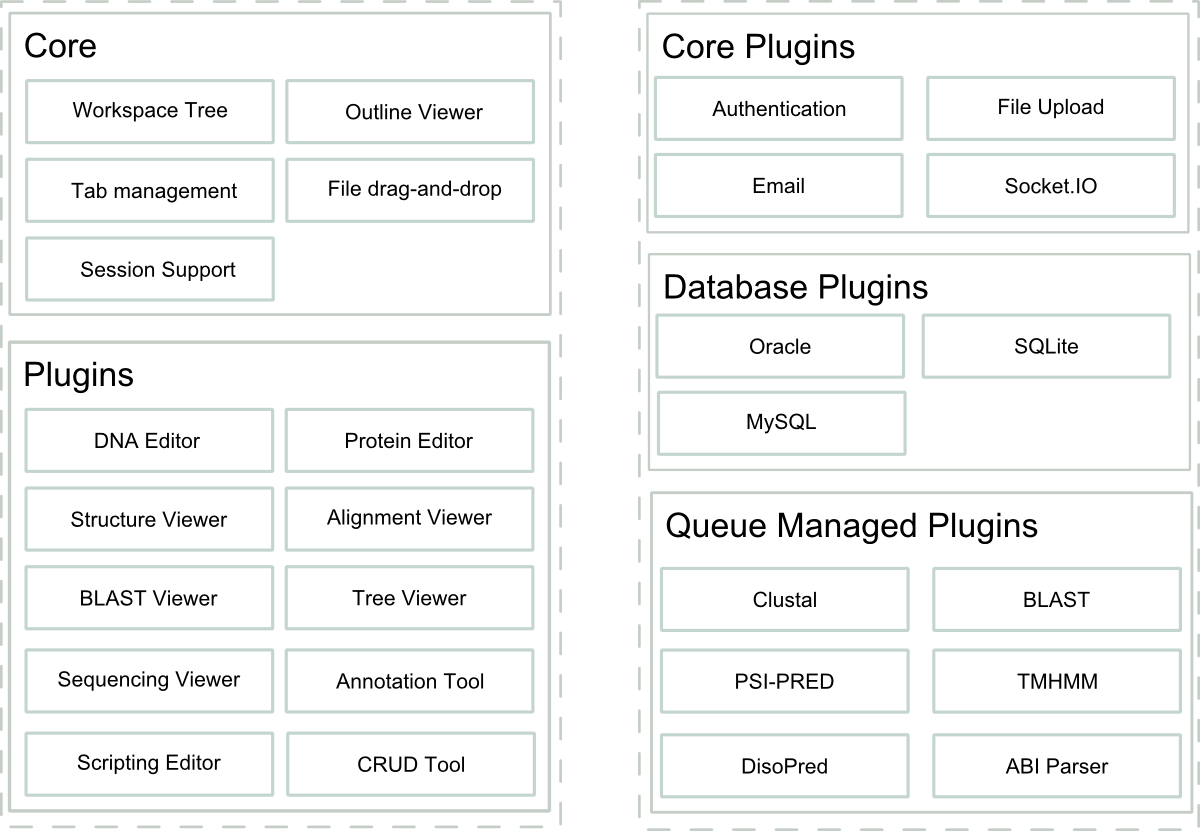 Core
Workspace Tree
Outline Viewer
Tab management
File drag-and-drop
Session Support
Plugins
DNA Editor
Protein Editor
Structure Viewer
Alignment Viewer
BLAST Viewer
Tree Viewer
Sequencing Viewer
Annotation Tool
Scripting Editor
CRUD Tool
Core Plugins
Authentication
File Upload
Email
Socket.IO
Database Plugins
Oracle
SQLite
MySQL
Queue Managed Plugins
Clustal
BLAST
PSI-PRED
TMHMM
DisoPred
ABI Parser